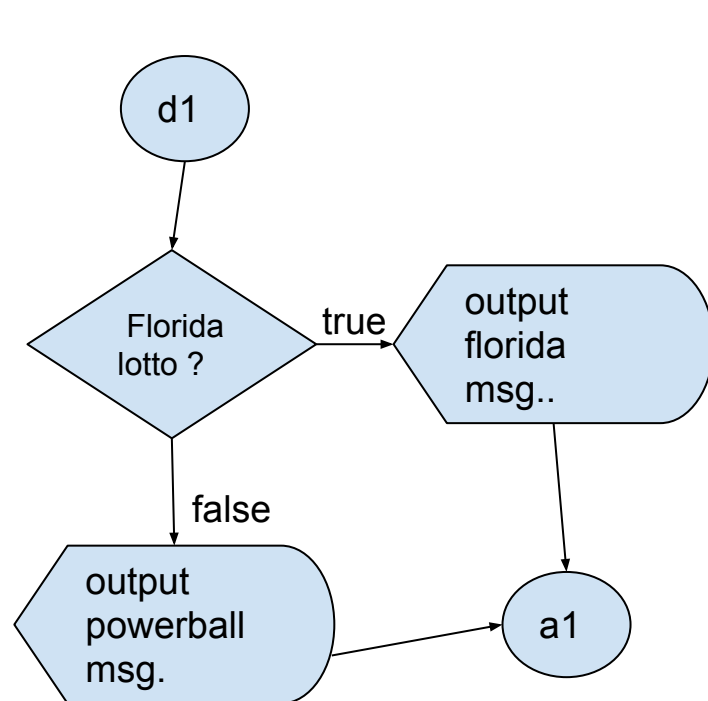 d1
Florida
lotto ?
true
output
florida
msg..
false
output
powerball
msg.
a1